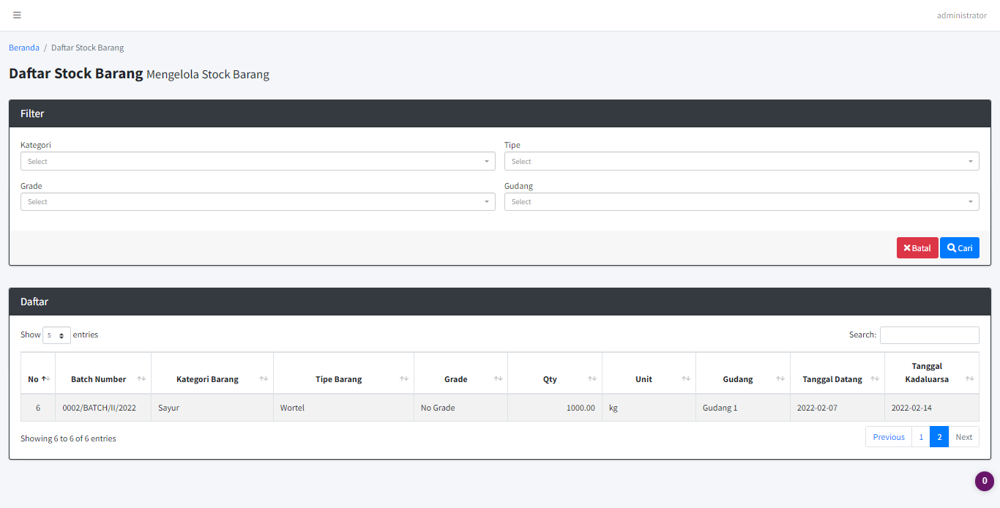 administrator
Beranda / Daftar Stock Barang
Daftar Stock Barang Mengelola Stock Barang
Filter
Kategori
Select
Tipe
Select
Grade
Select
Gudang
Select
Batal
Cari
Daftar
Show 5 entries
Search:
No Batch Number Kategori Barang Tipe Barang Grade Qty Unit Gudang Tanggal Datang Tanggal Kadaluarsa
6 0002/BATCH/II/2022 Sayur Wortel No Grade 1000.00 kg Gudang 1 2022-02-07 2022-02-14
Showing 6 to 6 of 6 entries
Previous 1 2 Next
0